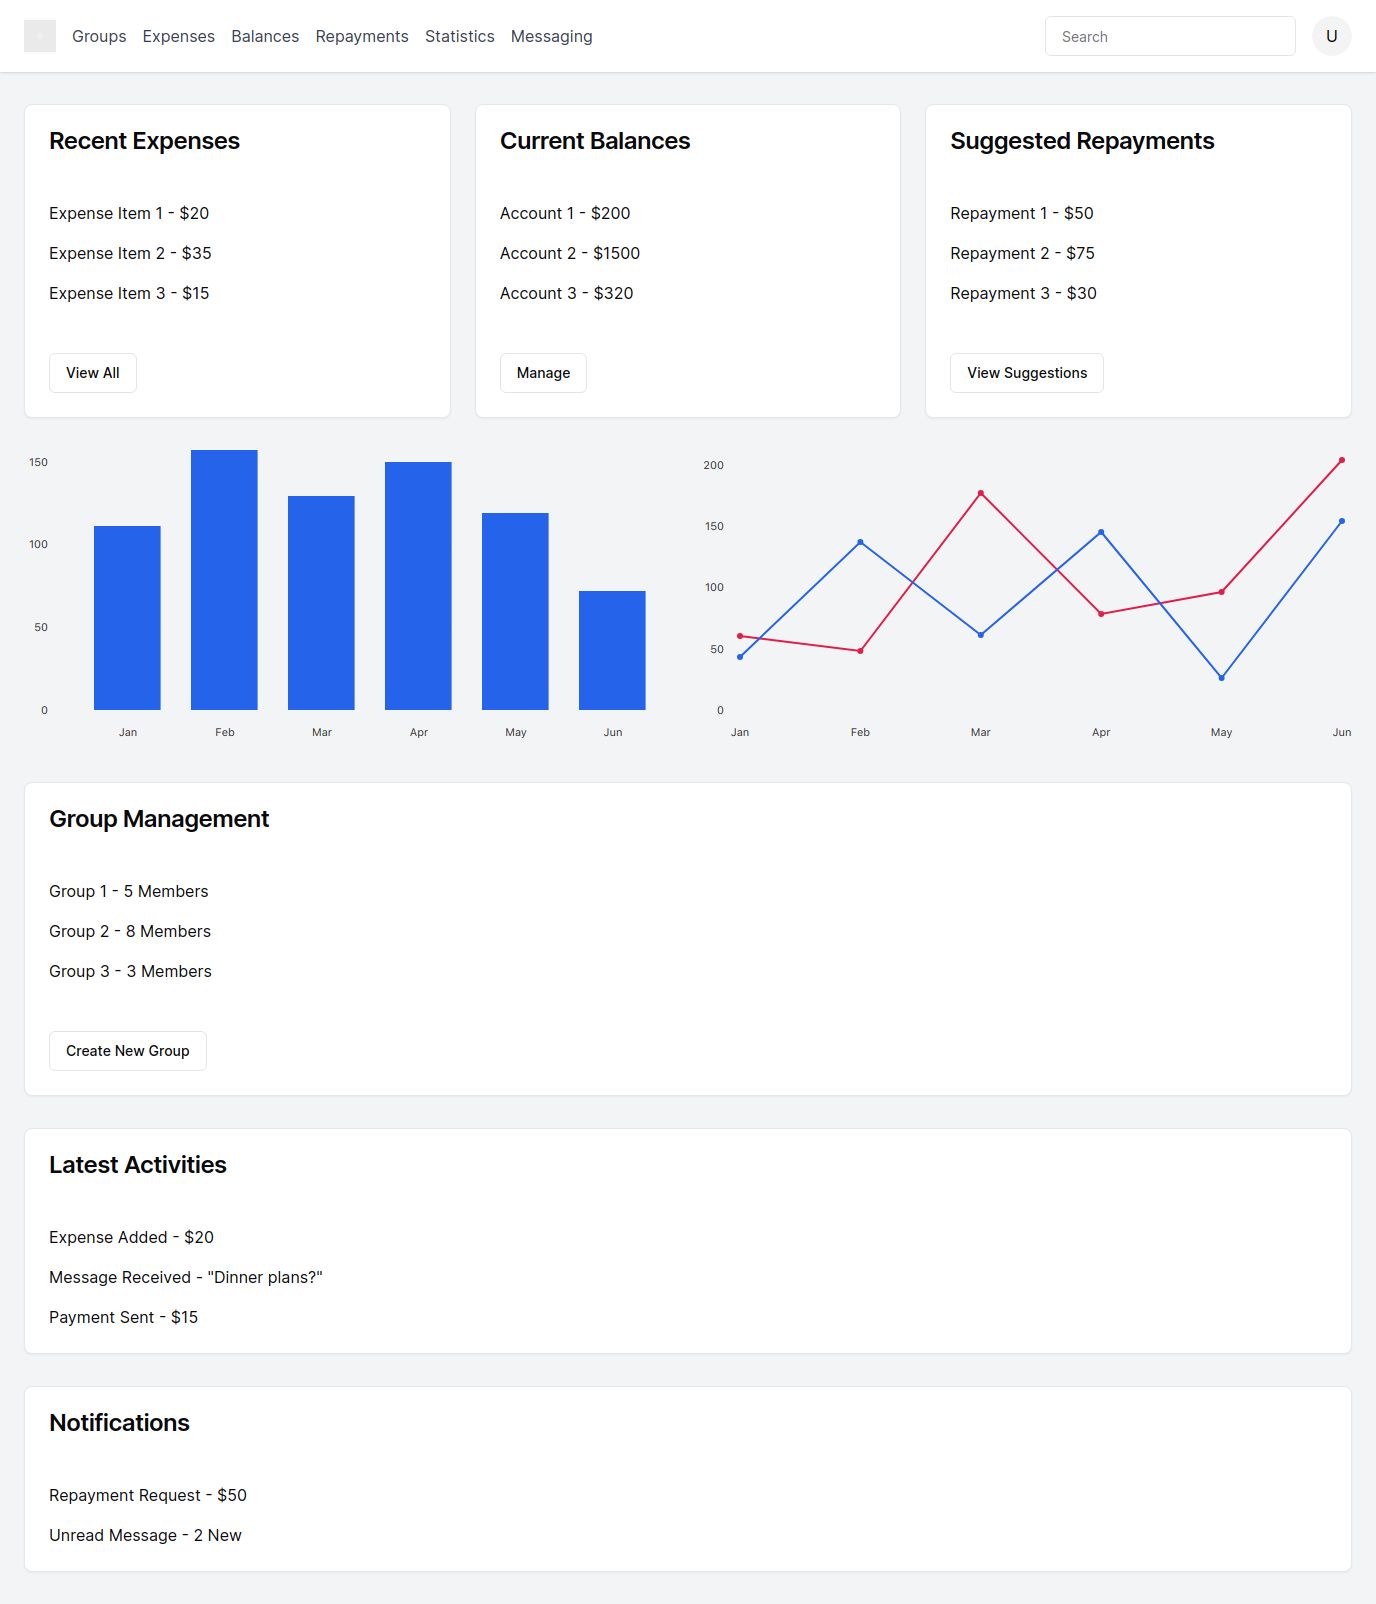 Groups Expenses Balances Repayments Statistics Messaging Search U
Recent Expenses
Expense Item 1 - $20
Expense Item 2 - $35
Expense Item 3 - $15
View All
Current Balances
Account 1 - $200
Account 2 - $1500
Account 3 - $320
Manage
Suggested Repayments
Repayment 1 - $50
Repayment 2 - $75
Repayment 3 - $30
View Suggestions
150
100
50
0
Jan Feb Mar Apr May Jun
200
150
100
50
0
Jan Feb Mar Apr May Jun
Group Management
Group 1 - 5 Members
Group 2 - 8 Members
Group 3 - 3 Members
Create New Group
Latest Activities
Expense Added - $20
Message Received - "Dinner plans?"
Payment Sent - $15
Notifications
Repayment Request - $50
Unread Message - 2 New